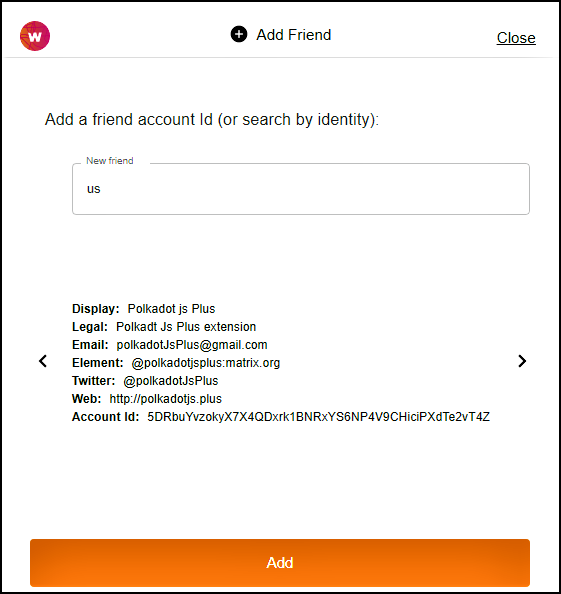 W
Add Friend
Close
Add a friend account Id (or search by identity):
New friend
us
Display: Polkadot js Plus
Legal: Polkadt Js Plus extension
Email: polkadotJsPlus@gmail.com
Element: @polkadotjsplus:matrix.org
Twitter: @polkadotJsPlus
Web: http://polkadotjs.plus
Account Id: 5DRbuYvzokyX7X4QDxrk1BNRxYS6NP4V9CHiciPXdTe2vT4Z
Add